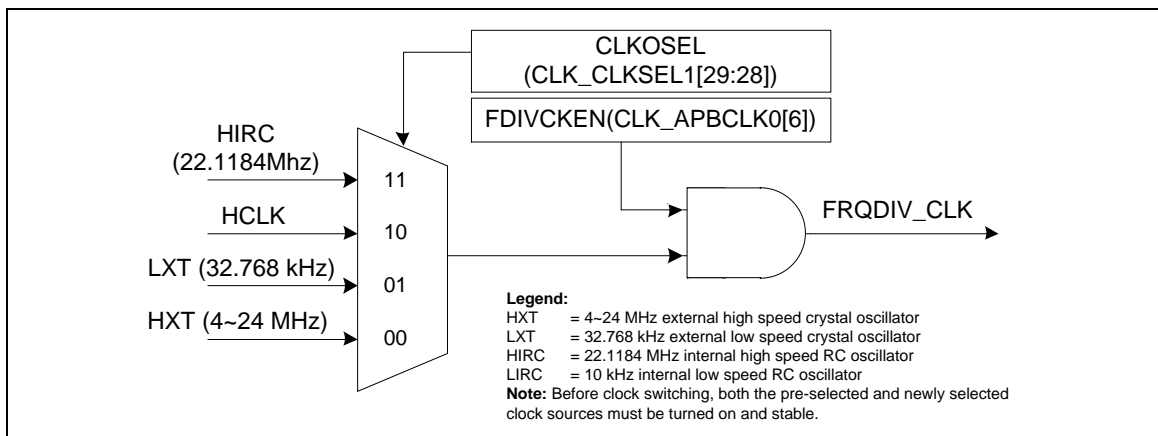 CLKOSEL
(CLK_CLKSEL1[29:28])
FDIVCKEN(CLK_APBCLK0[6])
HIRC
(22.1184Mhz)
11
HCLK
10
FRQDIV_CLK
LXT (32.768 kHz)
01
HXT (4~24 MHz)
00
Legend:
HXT = 4~24 MHz external high speed crystal oscillator
LXT = 32.768 kHz external low speed crystal oscillator
HIRC = 22.1184 MHz internal high speed RC oscillator
LIRC = 10 kHz internal low speed RC oscillator
Note: Before clock switching, both the pre-selected and newly selected
clock sources must be turned on and stable.